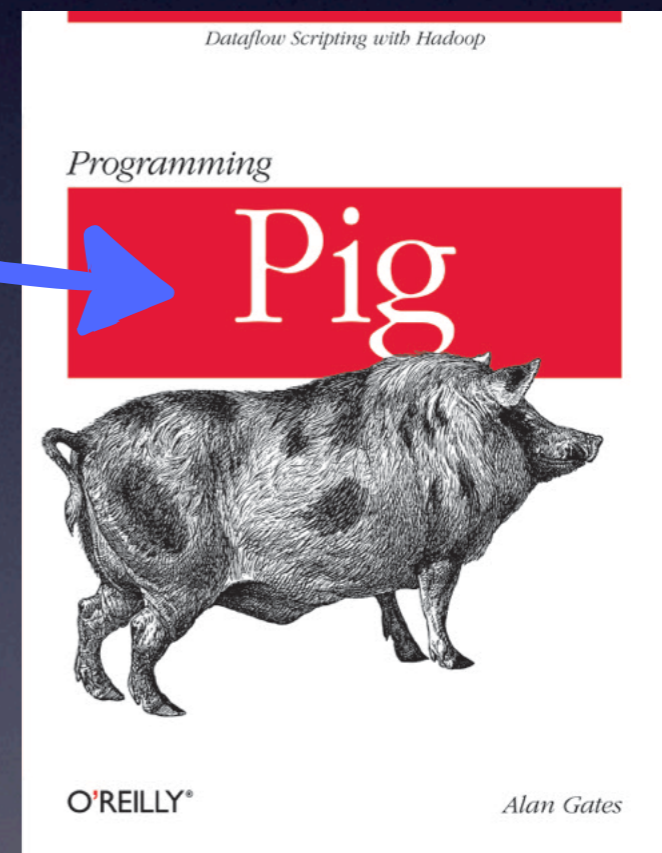 Dataflow Scripting with Hadoop
Programming
Pig
O'REILLY®
Alan Gates